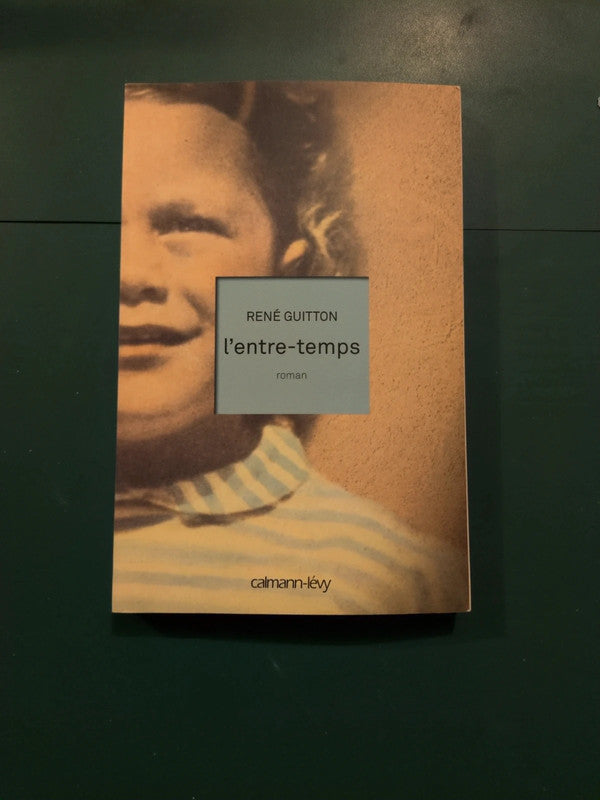 RENÉ GUITTON
l'entre-temps
roman
calmann-lévy